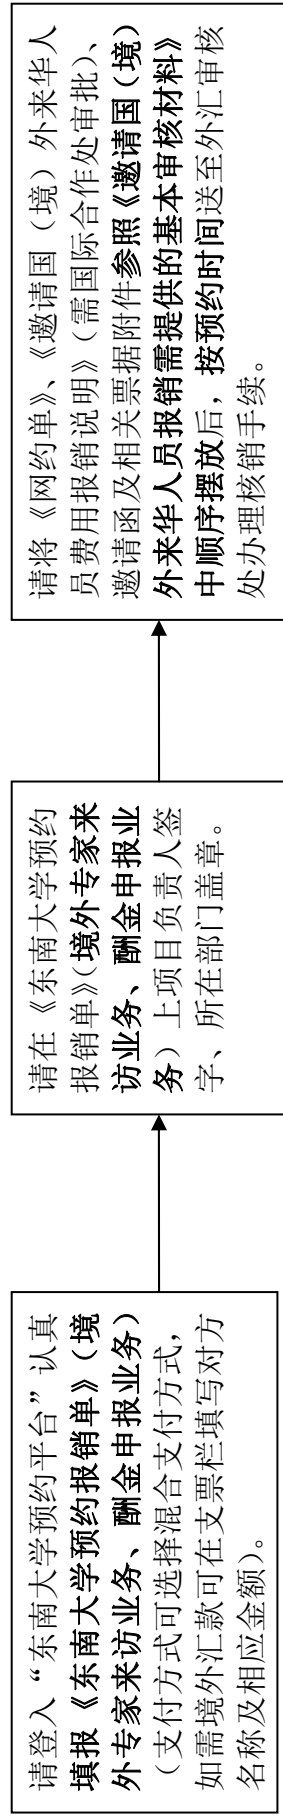 请登入“东南大学预约平台”认真
填报《东南大学预约报销单》（境
外专家来访业务、酬金申报业务）
（支付方式可选择混合支付方式，
如需境外汇款可在支票栏填写对方
名称及相应金额）。
请在《东南大学预约
报销单》（境外专家来
访业务、酬金申报业
务）上项目负责人签
字、所在部门盖章。
请将《网约单》、《邀请国（境）外来华人
员费用报销说明》（需国际合作处审批）、
邀请函及相关票据附件参照《邀请国（境）
外来华人员报销需提供的基本审核材料》
中顺序摆放后，按预约时间送至外汇审核
处办理核销手续。